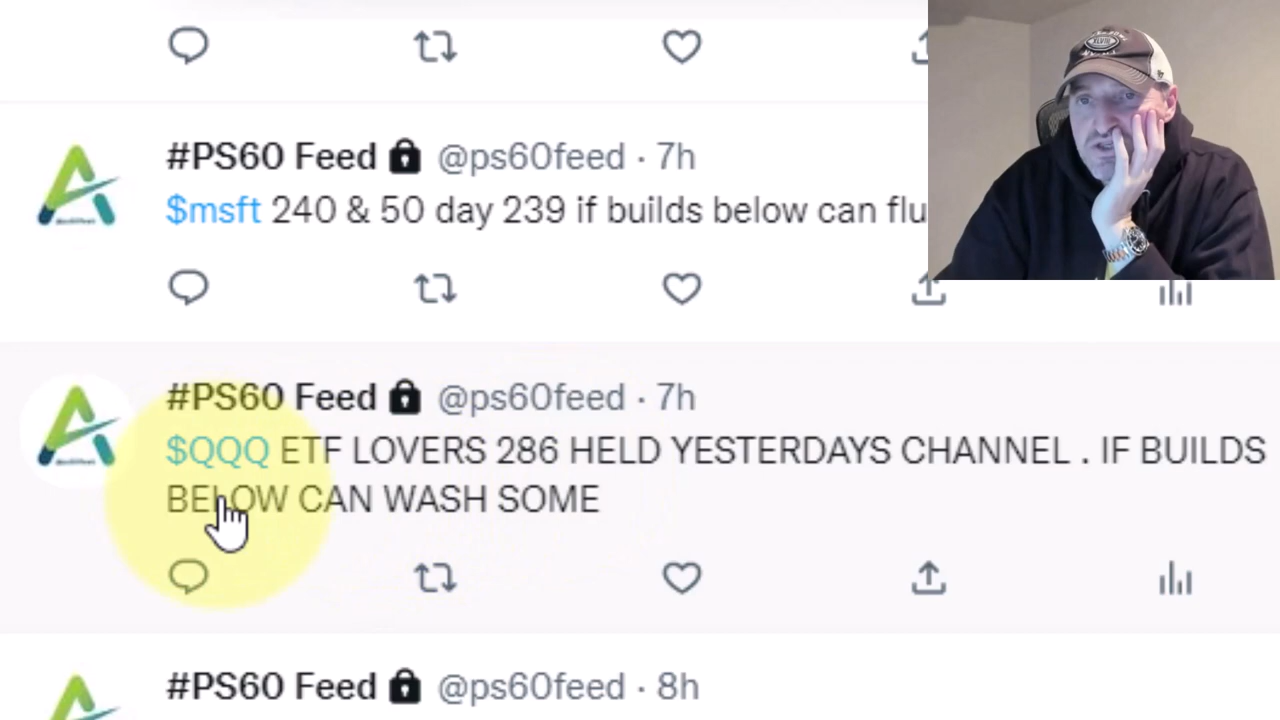 #PS60 Feed @ps60feed · 7h
$msft 240 & 50 day 239 if builds below can flu
#PS60 Feed @ps60feed · 7h
$QQQ ETF LOVERS 286 HELD YESTERDAYS CHANNEL . IF BUILDS
BELOW CAN WASH SOME
#PS60 Feed @ps60feed · 8h